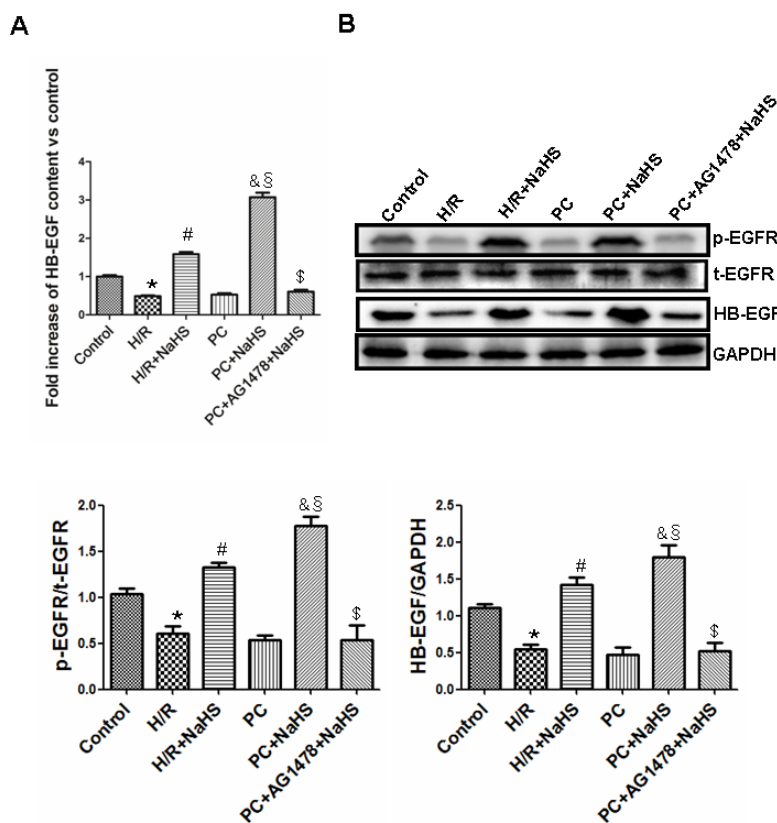 A
B
Fold increase of HB-EGF content vs control
4
3
2
1
0
*
#
&§
$
Control
H/R
H/R+NaHS
PC
PC+NaHS
PC+AG1478+NaHS
Control
H/R
H/R+NaHS
PC
PC+NaHS
PC+AG1478+NaHS
p-EGFR
t-EGFR
HB-EGF
GAPDH
p-EGFR/t-EGFR
2.0
1.5
1.0
0.5
0.0
*
#
&§
$
Control
H/R
H/R+NaHS
PC
PC+NaHS
PC+AG1478+NaHS
HB-EGF/GAPDH
2.5
2.0
1.5
1.0
0.5
0.0
*
#
&§
$
Control
H/R
H/R+NaHS
PC
PC+NaHS
PC+AG1478+NaHS